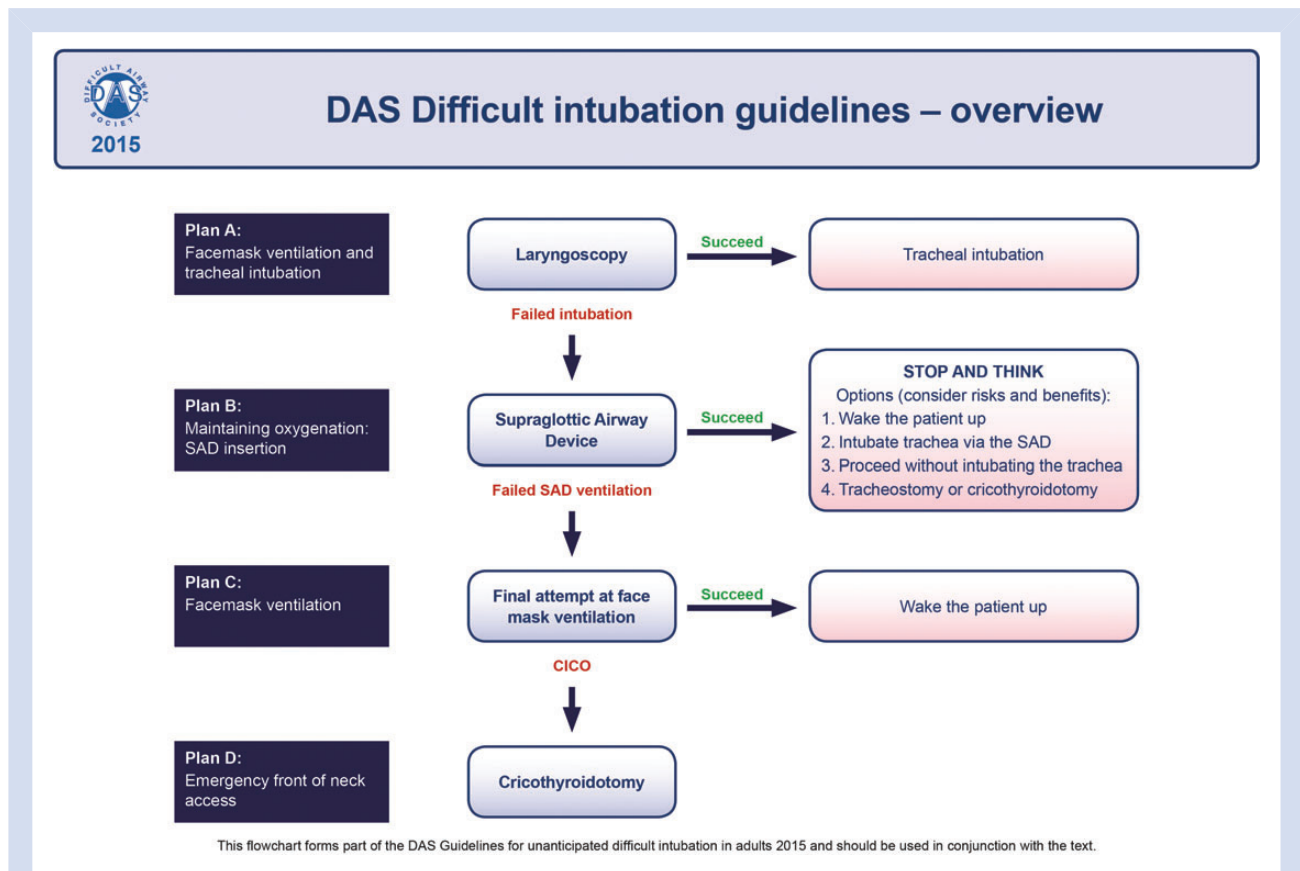 DIFFICULT AIRWAY
DAS
SOCIETY
2015
DAS Difficult intubation guidelines – overview
Plan A:
Facemask ventilation and
tracheal intubation
Laryngoscopy
Succeed
Tracheal intubation
Failed intubation
Plan B:
Maintaining oxygenation:
SAD insertion
Supraglottic Airway
Device
Succeed
STOP AND THINK
Options (consider risks and benefits):
1. Wake the patient up
2. Intubate trachea via the SAD
3. Proceed without intubating the trachea
4. Tracheostomy or cricothyroidotomy
Failed SAD ventilation
Plan C:
Facemask ventilation
Final attempt at face
mask ventilation
Succeed
Wake the patient up
CICO
Plan D:
Emergency front of neck
access
Cricothyroidotomy
This flowchart forms part of the DAS Guidelines for unanticipated difficult intubation in adults 2015 and should be used in conjunction with the text.